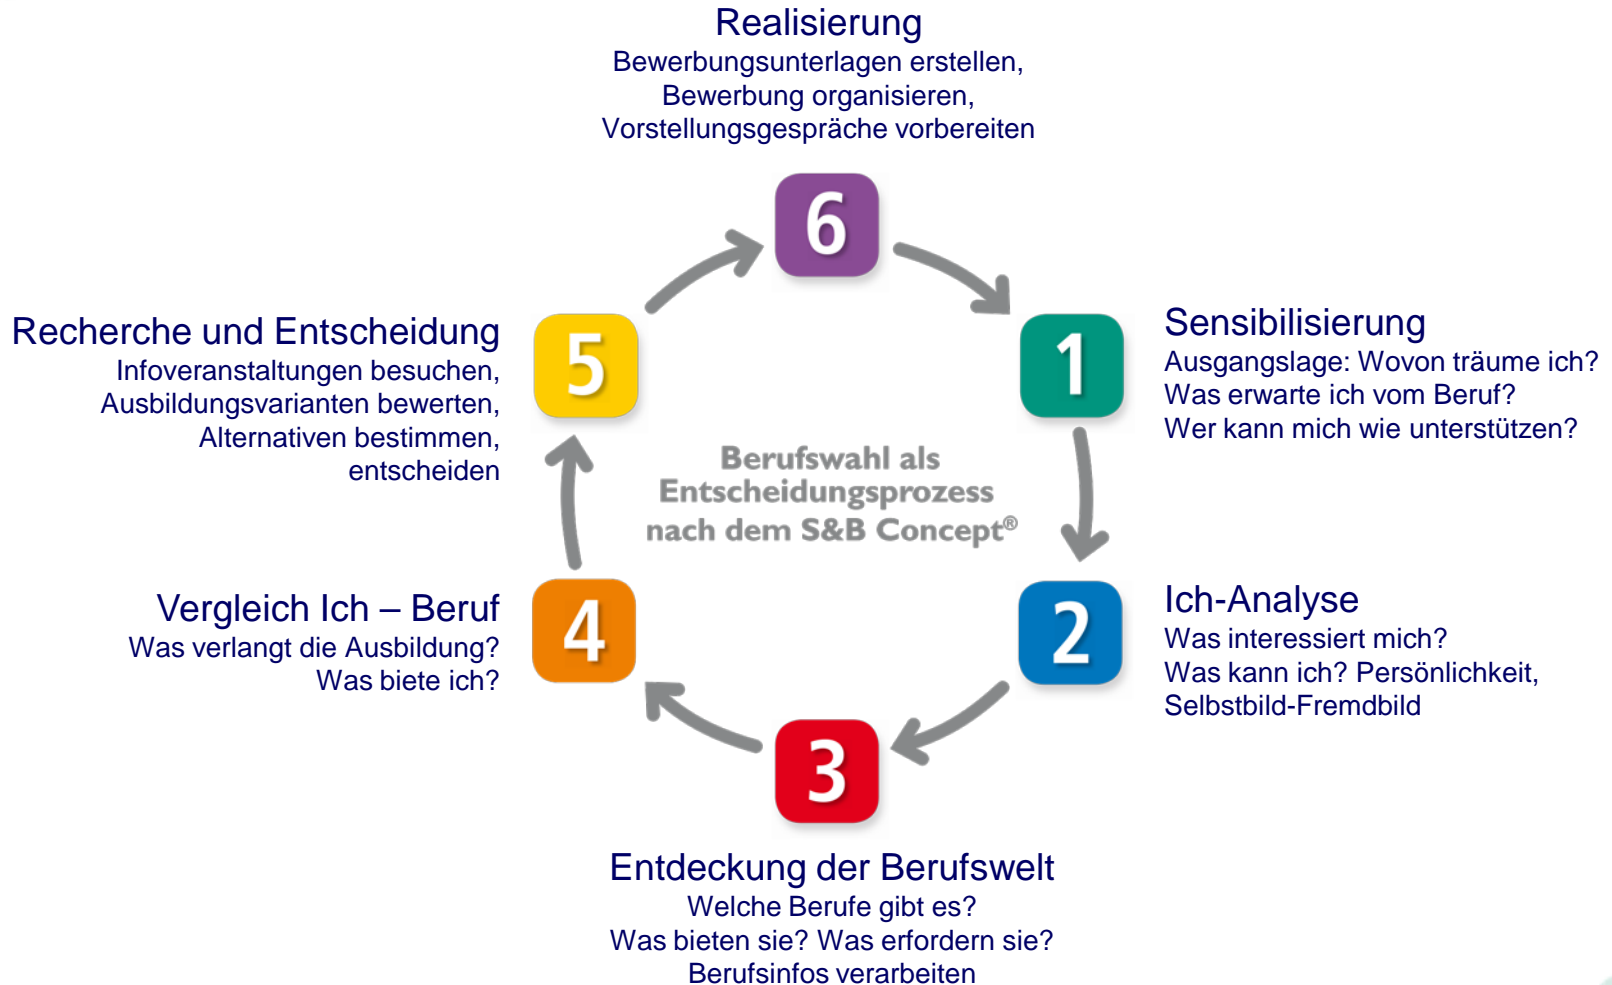 Realisierung
Bewerbungsunterlagen erstellen,
Bewerbung organisieren,
Vorstellungsgespräche vorbereiten
6
1
Sensibilisierung
Ausgangslage: Wovon träume ich?
Was erwarte ich vom Beruf?
Wer kann mich wie unterstützen?
2
Ich-Analyse
Was interessiert mich?
Was kann ich? Persönlichkeit,
Selbstbild-Fremdbild
3
Entdeckung der Berufswelt
Welche Berufe gibt es?
Was bieten sie? Was erfordern sie?
Berufsinfos verarbeiten
4
Vergleich Ich – Beruf
Was verlangt die Ausbildung?
Was biete ich?
5
Recherche und Entscheidung
Infoveranstaltungen besuchen,
Ausbildungsvarianten bewerten,
Alternativen bestimmen,
entscheiden
Berufswahl als
Entscheidungsprozess
nach dem S&B Concept®